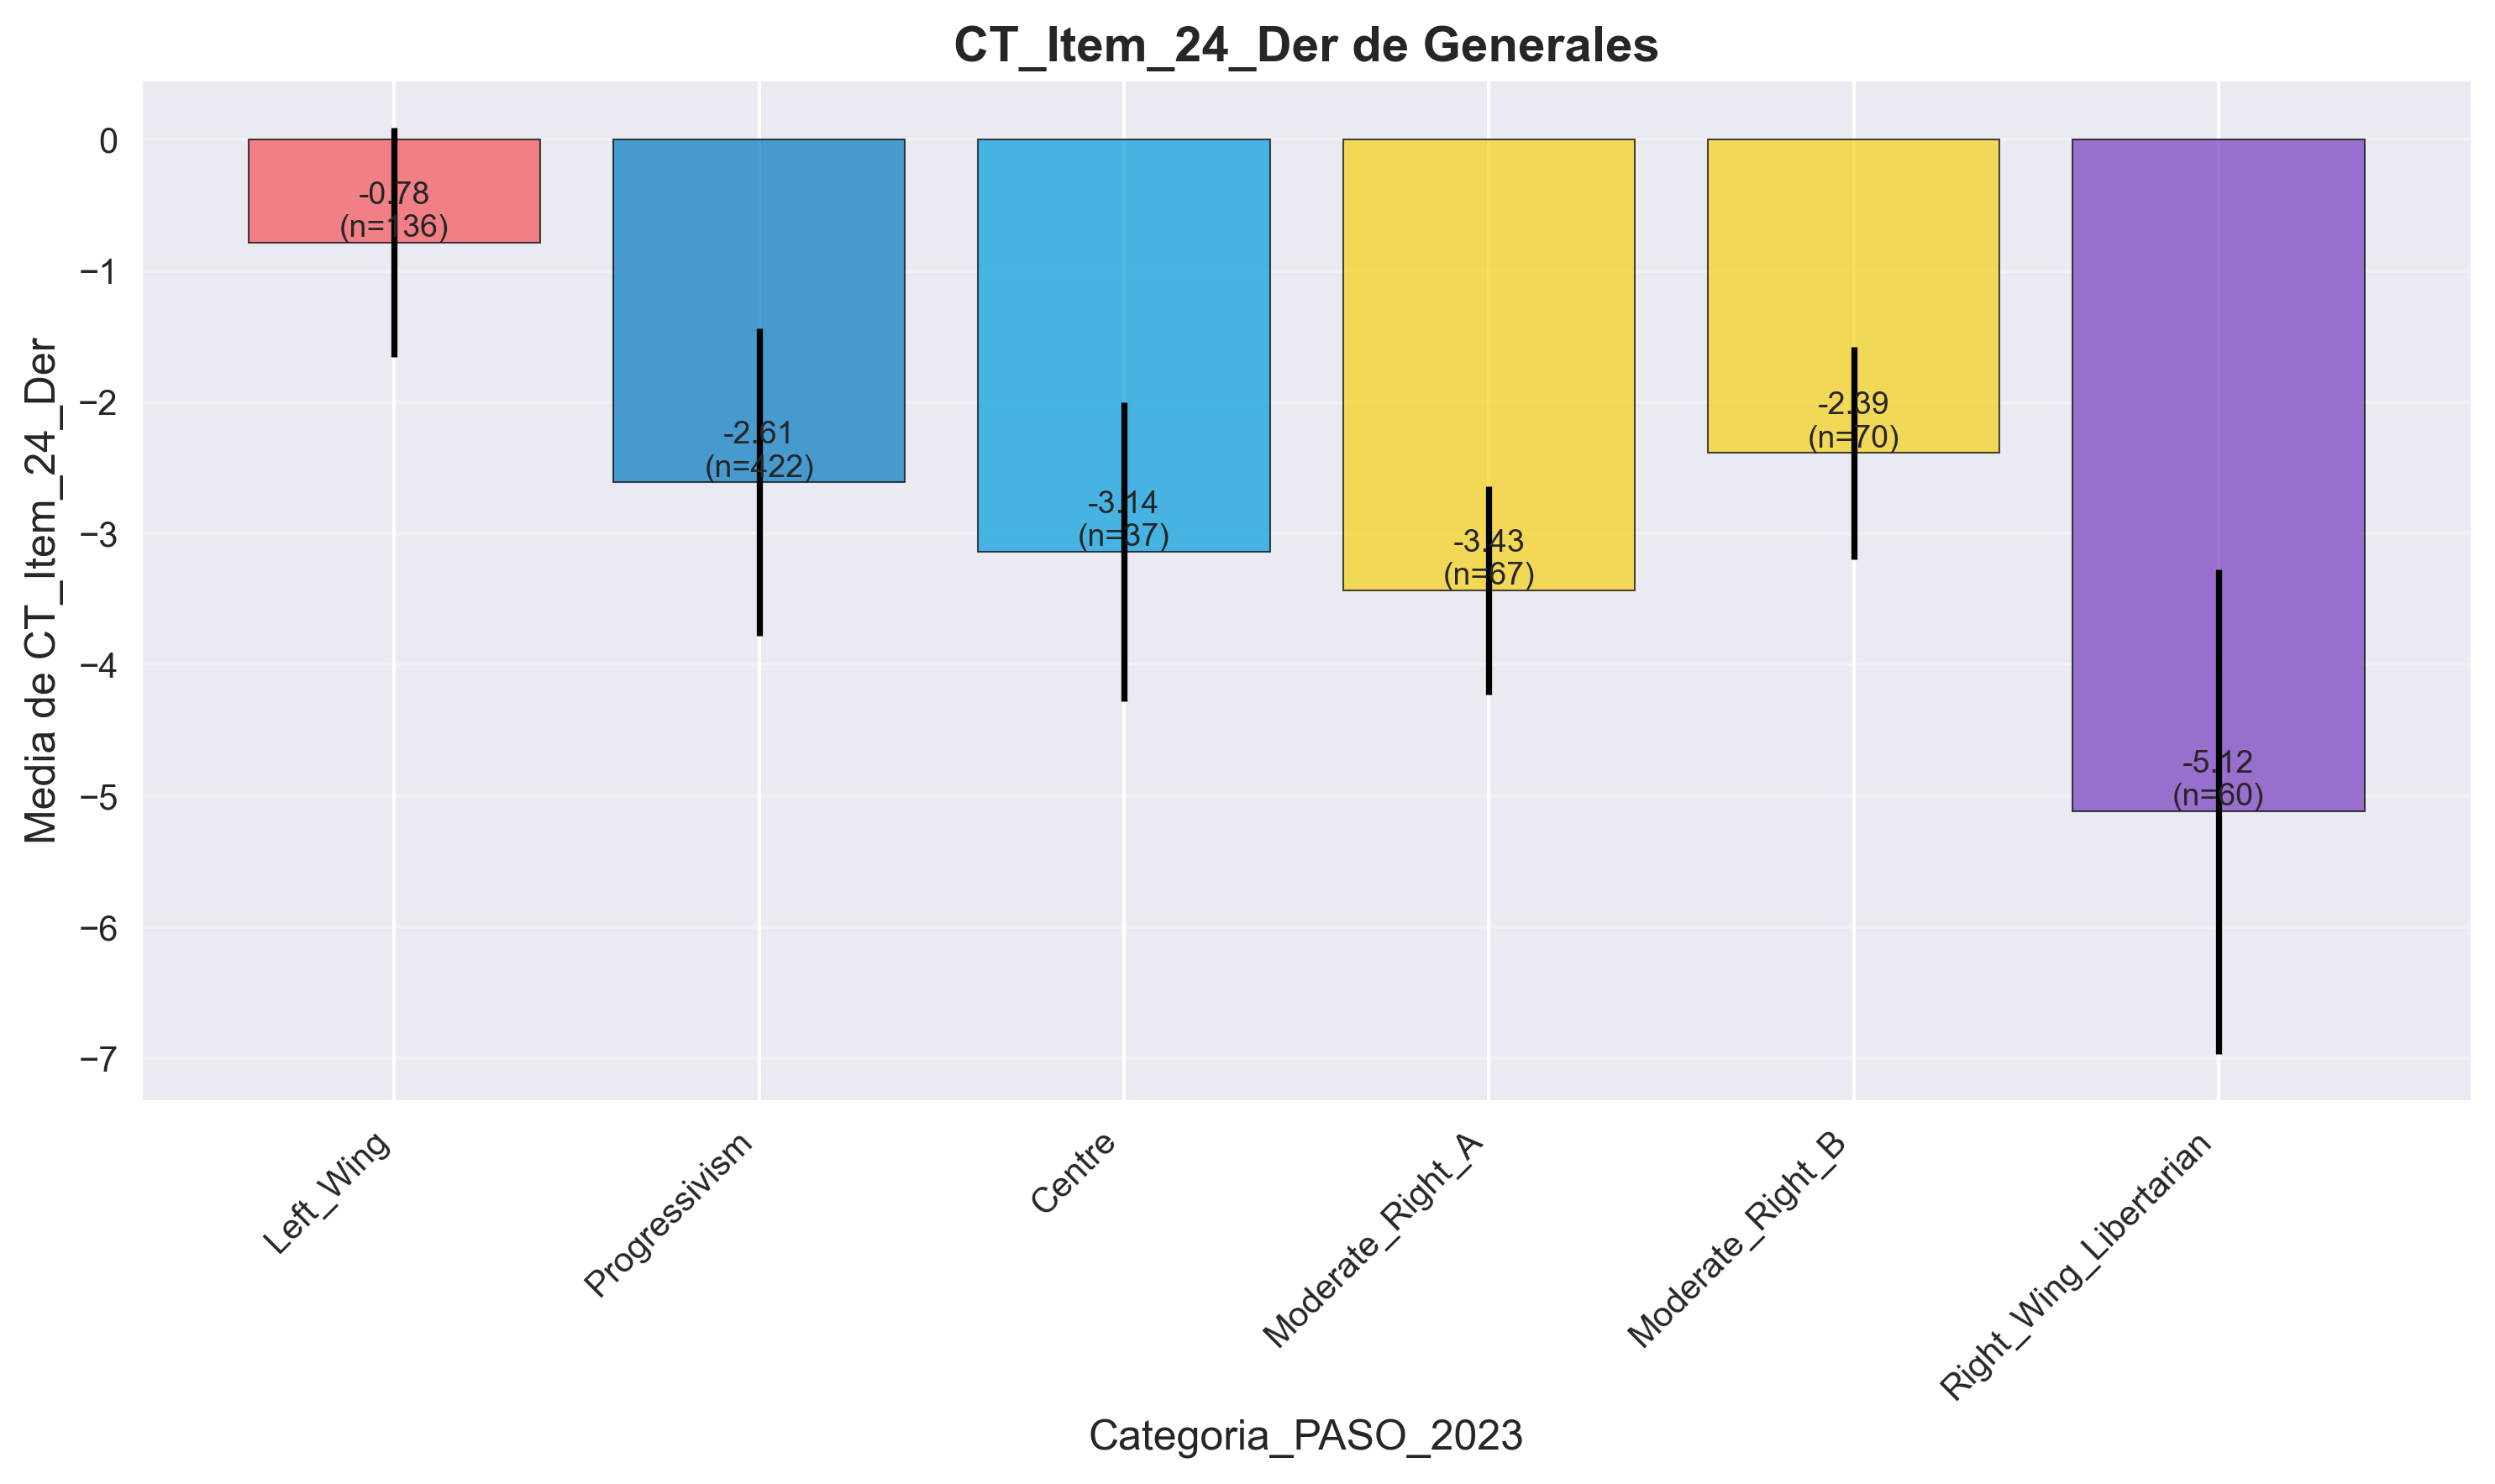 CT_Item_24_Der de Generales
Media de CT_Item_24_Der
0
−1
−2
−3
−4
−5
−6
−7
-0.78
(n=136)
-2.61
(n=422)
-3.14
(n=37)
-3.43
(n=67)
-2.39
(n=70)
-5.12
(n=60)
Left_Wing
Progressivism
Centre
Moderate_Right_A
Moderate_Right_B
Right_Wing_Libertarian
Categoria_PASO_2023